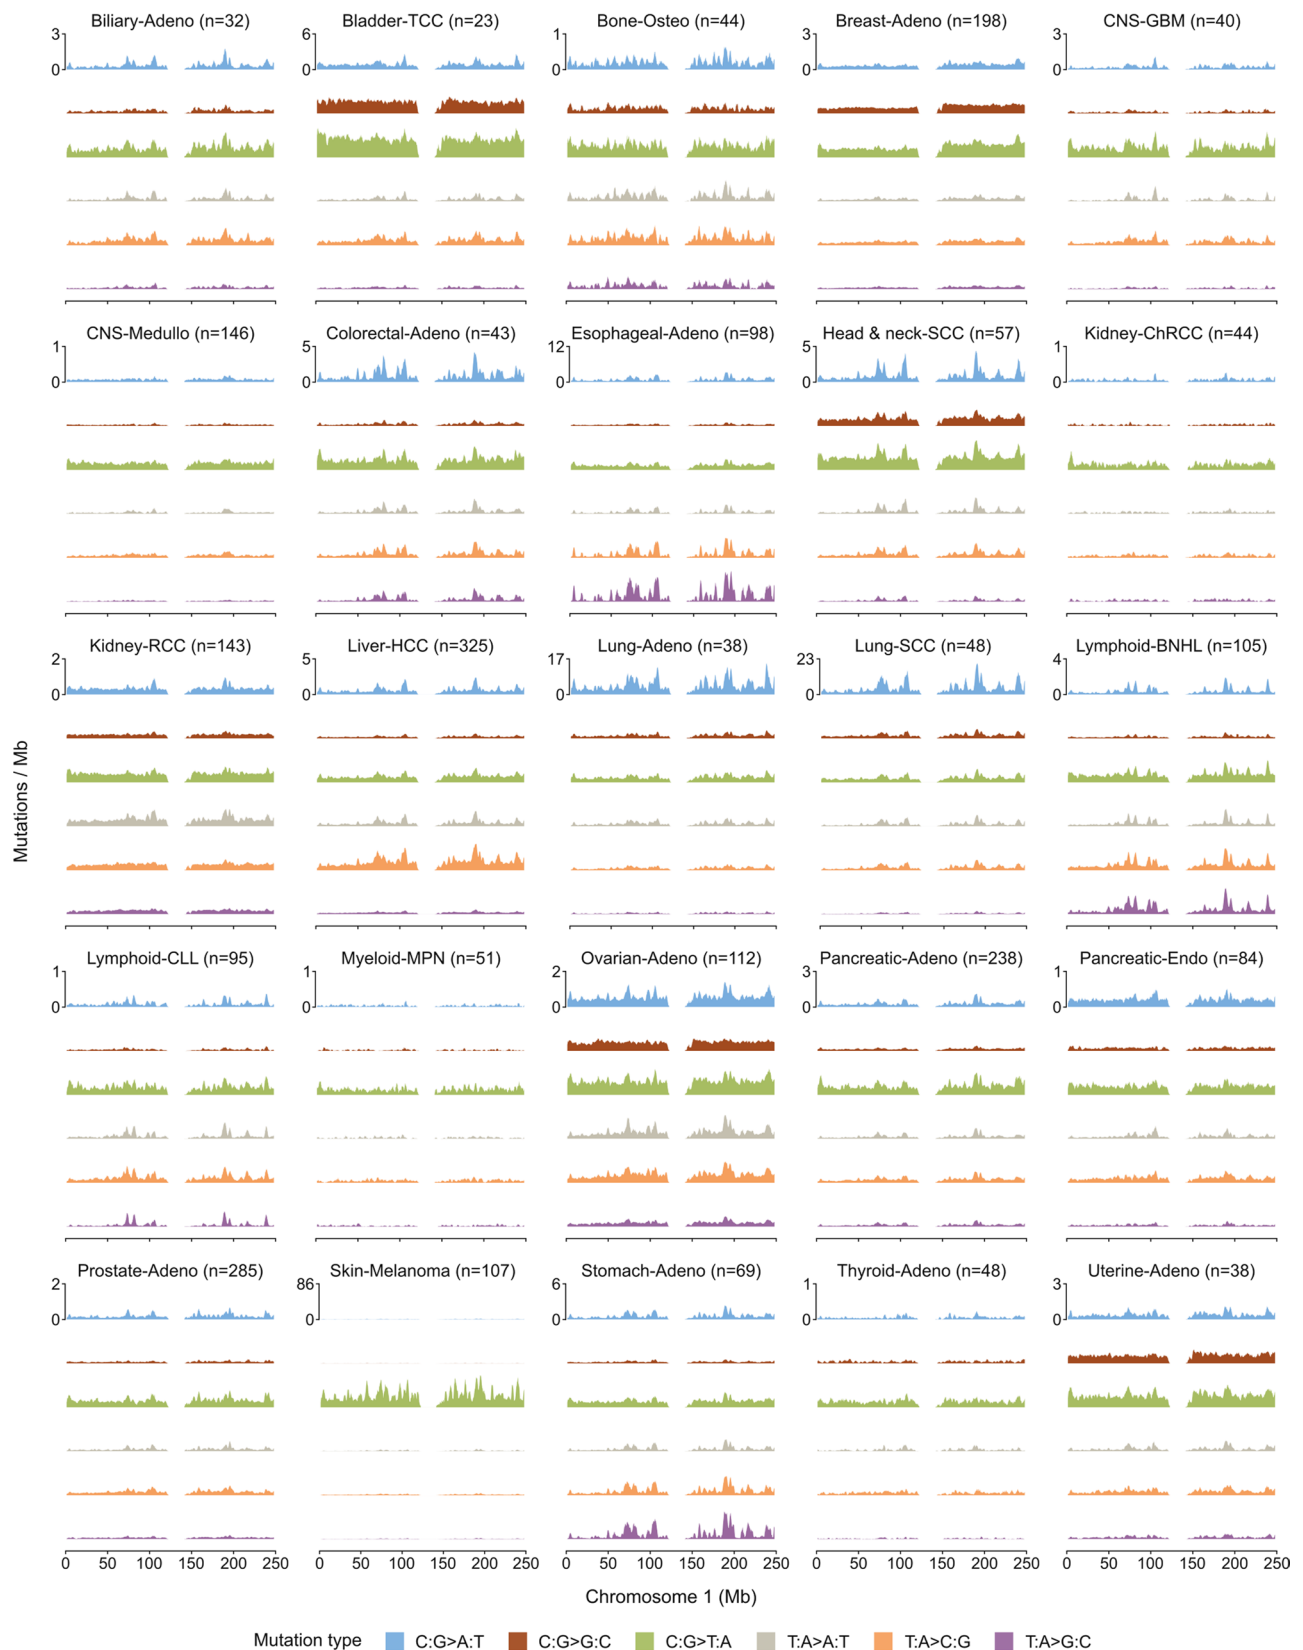 Biliary-Adeno (n=32) Bladder-TCC (n=23) Bone-Osteo (n=44) Breast-Adeno (n=198) CNS-GBM (n=40)
3 6 1 3 3
0 0 0 0 0
CNS-Medullo (n=146) Colorectal-Adeno (n=43) Esophageal-Adeno (n=98) Head & neck-SCC (n=57) Kidney-ChRCC (n=44)
1 5 12 5 1
0 0 0 0 0
Kidney-RCC (n=143) Liver-HCC (n=325) Lung-Adeno (n=38) Lung-SCC (n=48) Lymphoid-BNHL (n=105)
2 5 17 23 4
0 0 0 0 0
Mutations / Mb
Lymphoid-CLL (n=95) Myeloid-MPN (n=51) Ovarian-Adeno (n=112) Pancreatic-Adeno (n=238) Pancreatic-Endo (n=84)
1 1 2 3 1
0 0 0 0 0
Prostate-Adeno (n=285) Skin-Melanoma (n=107) Stomach-Adeno (n=69) Thyroid-Adeno (n=48) Uterine-Adeno (n=38)
2 86 6 1 3
0 0 0 0 0
0 50 100 150 200 250 0 50 100 150 200 250 0 50 100 150 200 250 0 50 100 150 200 250 0 50 100 150 200 250
Chromosome 1 (Mb)
Mutation type C:G>A:T C:G>G:C C:G>T:A T:A>A:T T:A>C:G T:A>G:C